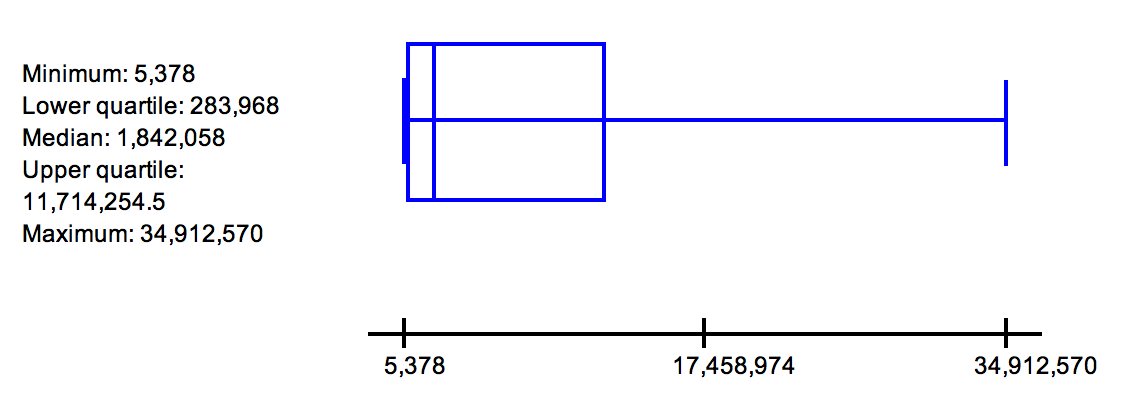 Minimum: 5,378
Lower quartile: 283,968
Median: 1,842,058
Upper quartile:
11,714,254.5
Maximum: 34,912,570
5,378
17,458,974
34,912,570